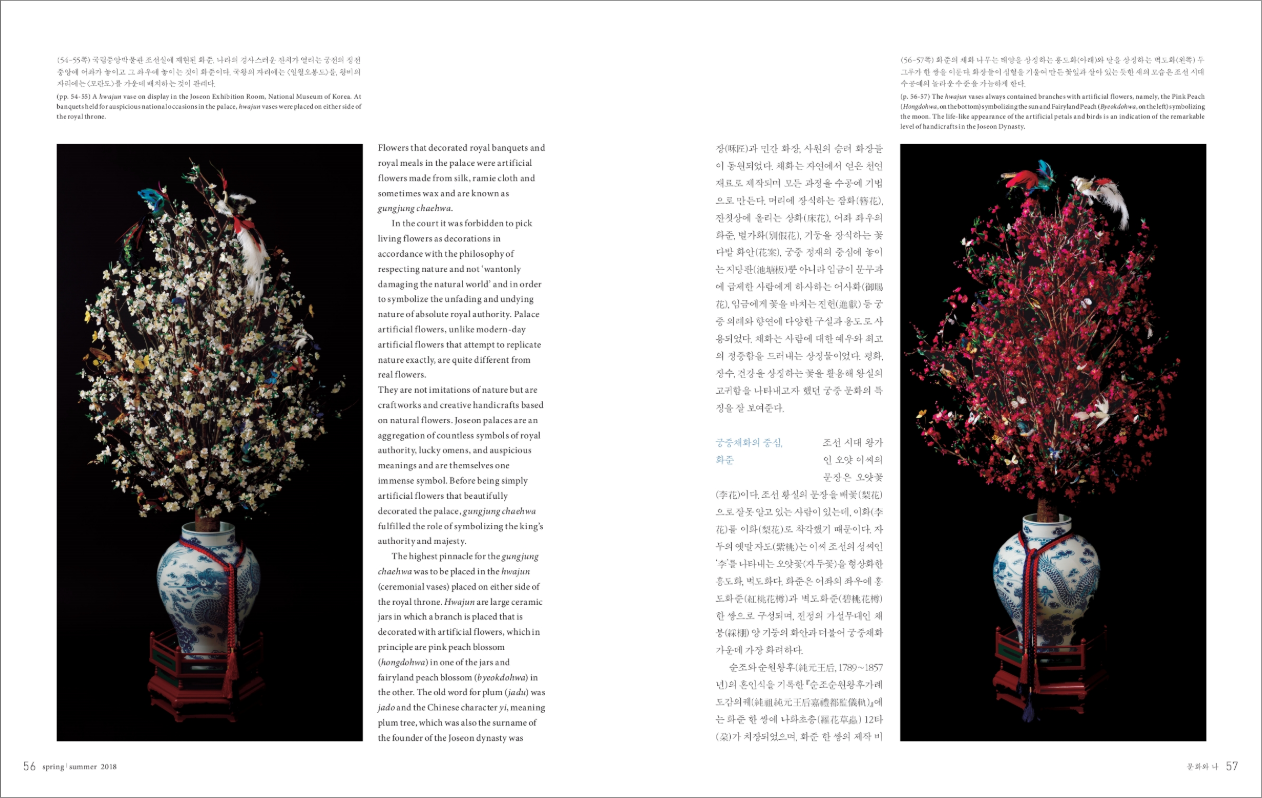 (54-55쪽) 국립중앙박물관 조선실에 재현된 화준. 나라의 경사스러운 잔치가 열리는 궁전의 정전
중앙에 어좌가 놓이고 그 좌우에 놓이는 것이 화준이다. 국왕의 자리에는 〈일월오봉도〉를, 왕비의
자리에는 〈모란도〉를 가운데 배치하는 것이 관례다.
(pp. 54-55) A hwajun vase on display in the Joseon Exhibition Room, National Museum of Korea. At
banquets held for auspicious national occasions in the palace, hwajun vases were placed on either side of
the royal throne.
Flowers that decorated royal banquets and
royal meals in the palace were artificial
flowers made from silk, ramie cloth and
sometimes wax and are known as
gungjung chaehwa.
In the court it was forbidden to pick
living flowers as decorations in
accordance with the philosophy of
respecting nature and not ‘wantonly
damaging the natural world’ and in order
to symbolize the unfading and undying
nature of absolute royal authority. Palace
artificial flowers, unlike modern-day
artificial flowers that attempt to replicate
nature exactly, are quite different from
real flowers.
They are not imitations of nature but are
craftworks and creative handicrafts based
on natural flowers. Joseon palaces are an
aggregation of countless symbols of royal
authority, lucky omens, and auspicious
meanings and are themselves one
immense symbol. Before being simply
artificial flowers that beautifully
decorated the palace, gungjung chaehwa
fulfilled the role of symbolizing the king’s
authority and majesty.
The highest pinnacle for the gungjung
chaehwa was to be placed in the hwajun
(ceremonial vases) placed on either side of
the royal throne. Hwajun are large ceramic
jars in which a branch is placed that is
decorated with artificial flowers, which in
principle are pink peach blossom
(hongdohwa) in one of the jars and
fairyland peach blossom (byeokdohwa) in
the other. The old word for plum (jadu) was
jado and the Chinese character yi, meaning
plum tree, which was also the surname of
the founder of the Joseon dynasty was
56 spring | summer 2018
(56-57쪽) 화준의 채화 나무는 태양을 상징하는 홍도화(아래)와 달을 상징하는 벽도화(왼쪽) 두
그루가 한 쌍을 이룬다. 화장들이 심혈을 기울여 만든 꽃잎과 살아 있는 듯한 새의 모습은 조선 시대
수공예의 놀라운 수준을 가늠하게 한다.
(p. 56-57) The hwajun vases always contained branches with artificial flowers, namely, the Pink Peach
(Hongdohwa, on the bottom) symbolizing the sun and Fairyland Peach (Byeokdohwa, on the left) symbolizing
the moon. The life-like appearance of the artificial petals and birds is an indication of the remarkable
level of handicrafts in the Joseon Dynasty.
장과 민간 화장, 사원의 승려 화장들
이 동원되었다. 채화는 자연에서 얻은 천연
재료로 제작되며 모든 과정을 수공예 기법
으로 만든다. 머리에 장식하는 잠화(簪花),
잔칫상에 올리는 상화(床花), 어좌 좌우의
화준, 별가화(別假花), 기둥을 장식하는 꽃
다발 화안(花案), 궁중 정재의 중심에 놓이
는 지당판(池塘板)뿐 아니라 임금이 문무과
에 급제한 사람에게 하사하는 어사화(御賜
花), 임금에게 꽃을 바치는 진헌(進獻) 등 궁
중 의례와 향연에 다양한 구실과 용도로 사
용되었다. 채화는 사람에 대한 예우와 최고
의 정중함을 드러내는 상징물이었다. 평화,
장수, 건강을 상징하는 꽃을 활용해 왕실의
고귀함을 나타내고자 했던 궁중 문화의 특
징을 잘 보여준다.
궁중채화의 중심,
화준
조선 시대 왕가
인 오얏 이씨의
문장은 오얏꽃
(李花)이다. 조선 황실의 문장을 배꽃(梨花)
으로 잘못 알고 있는 사람이 있는데, 이화(李
花)를 이화(梨花)로 착각했기 때문이다. 자
두의 옛말 자도(紫桃)는 이씨 조선의 성씨인
‘李’를 나타내는 오얏꽃(자두꽃)을 형상화한
홍도화, 벽도화다. 화준은 어좌의 좌우에 홍
도화준(紅桃花樽)과 벽도화준(碧桃花樽)
한 쌍으로 구성되며, 진정의 가설무대인 채
붕(綵棚) 양 기둥의 화안과 더불어 궁중채화
가운데 가장 화려하다.
순조와 순원왕후(純元王后, 1789~1857
년)의 혼인식을 기록한 『순조순원왕후가례
도감의궤(純祖純元王后嘉禮都監儀軌)』에
는 화준 한 쌍에 나화초충(羅花草蟲) 12타
(朶)가 치장되었으며, 화준 한 쌍의 제작 비
문화와 나 57